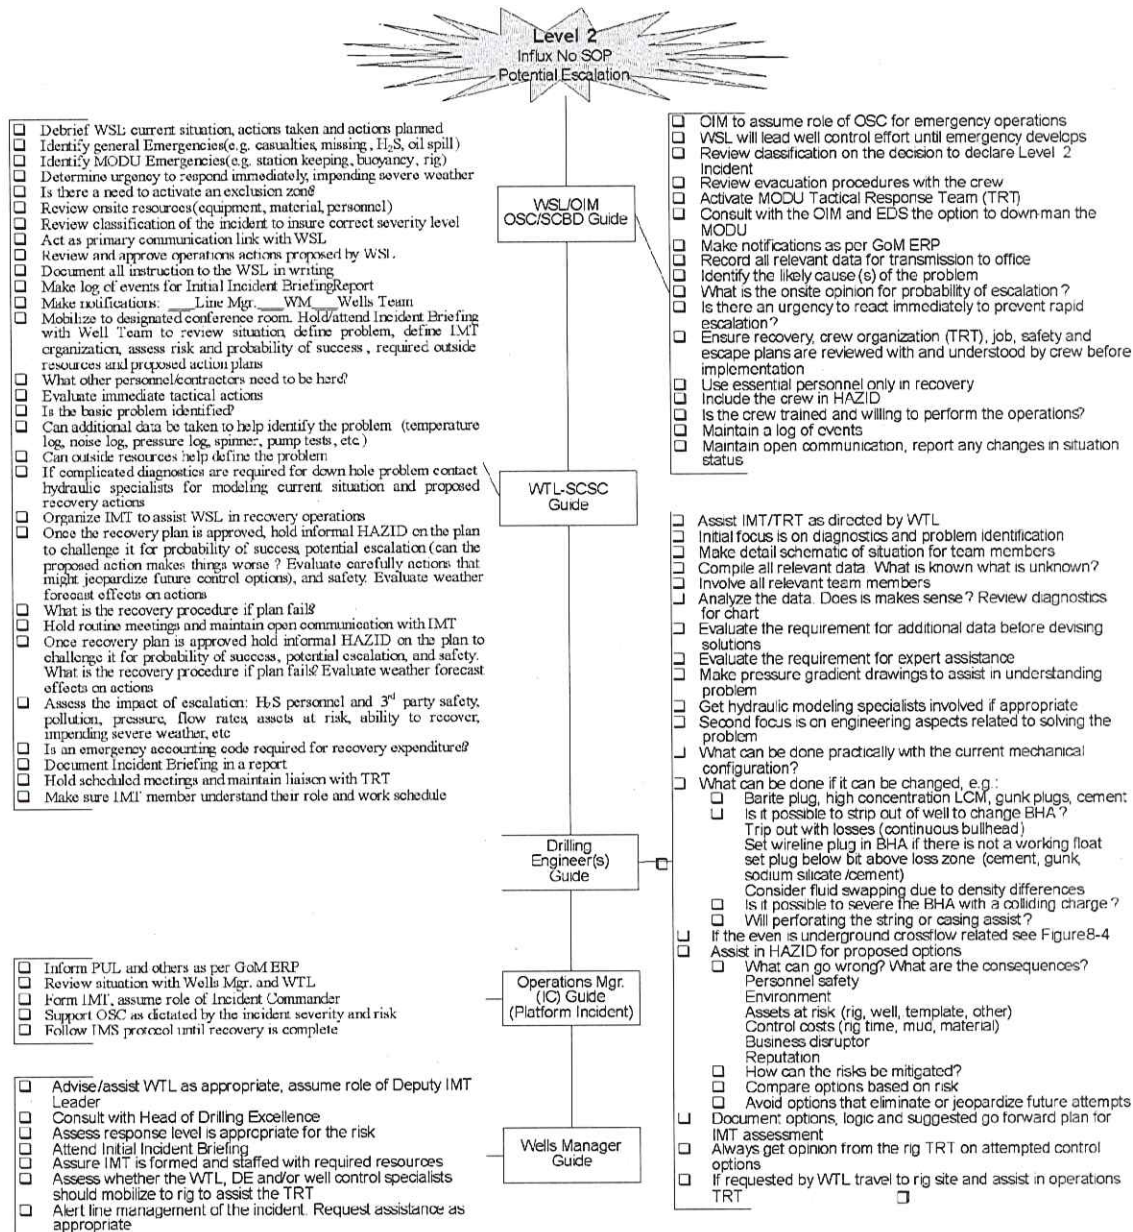 Level 2
Influx No SOP
Potential Escalation
Debrief WSL current situation, actions taken and actions planned
Identify general Emergencies(e.g. casualties, missing, H2S, oil spill)
Identify MODU Emergencies(e.g. station keeping, buoyancy, rig)
Determine urgency to respond immediately, impending severe weather
Is there a need to activate an exclusion zone?
Review onsite resources(equipment, material, personnel)
Review classification of the incident to insure correct severity level
Act as primary communication link with WSL
Review and approve operations actions proposed by WSL
Document all instruction to the WSL in writing
Make log of events for Initial Incident BriefingReport
Make notifications: ___Line Mgr.___WM___Wells Team
Mobilize to designated conference room. Hold/attend Incident Briefing
with Well Team to review situation, define problem, define IMT
organization, assess risk and probability of success , required outside
resources and proposed action plans
What other personnel/contractors need to be here?
Evaluate immediate tactical actions
Is the basic problem identified?
Can additional data be taken to help identify the problem (temperature
log, noise log, pressure log, spinner, pump tests, etc )
Can outside resources help define the problem
If complicated diagnostics are required for down hole problem contact
hydraulic specialists for modeling current situation and proposed
recovery actions
Organize IMT to assist WSL in recovery operations
Once the recovery plan is approved, hold informal HAZID on the plan
to challenge it for probability of success, potential escalation (can the
proposed action makes things worse ? Evaluate carefully actions that
might jeopardize future control options), and safety. Evaluate weather
forecast effects on actions
What is the recovery procedure if plan fails?
Hold routine meetings and maintain open communication with IMT
Once recovery plan is approved hold informal HAZID on the plan to
challenge it for probability of success, potential escalation, and safety.
What is the recovery procedure if plan fails? Evaluate weather forecast
effects on actions
Assess the impact of escalation: H2S personnel and 3rd party safety,
pollution, pressure, flow rates, assets at risk, ability to recover,
impending severe weather, etc
Is an emergency accounting code required for recovery expenditure?
Document Incident Briefing in a report
Hold scheduled meetings and maintain liaison with TRT
Make sure IMT member understand their role and work schedule
WSL/OIM
OSC/SCBD Guide
OIM to assume role of OSC for emergency operations
WSL will lead well control effort until emergency develops
Review classification on the decision to declare Level 2
Incident
Review evacuation procedures with the crew
Activate MODU Tactical Response Team (TRT)
Consult with the OIM and EDS the option to down-man the
MODU
Make notifications as per GoM ERP
Record all relevant data for transmission to office
Identify the likely cause (s) of the problem
What is the onsite opinion for probability of escalation ?
Is there an urgency to react immediately to prevent rapid
escalation?
Ensure recovery, crew organization (TRT), job, safety and
escape plans are reviewed with and understood by crew before
implementation
Use essential personnel only in recovery
Include the crew in HAZID
Is the crew trained and willing to perform the operations?
Maintain a log of events
Maintain open communication, report any changes in situation
status
WTL-SCSC
Guide
Assist IMT/TRT as directed by WTL
Initial focus is on diagnostics and problem identification
Make detail schematic of situation for team members
Compile all relevant data. What is known what is unknown?
Involve all relevant team members
Analyze the data. Does is makes sense? Review diagnostics
for chart
Evaluate the requirement for additional data before devising
solutions
Evaluate the requirement for expert assistance
Make pressure gradient drawings to assist in understanding
problem
Get hydraulic modeling specialists involved if appropriate
Second focus is on engineering aspects related to solving the
problem
What can be done practically with the current mechanical
configuration?
What can be done if it can be changed, e.g.:
Barite plug, high concentration LCM, gunk plugs, cement
Is it possible to strip out of well to change BHA ?
Trip out with losses (continuous bullhead)
Set wireline plug in BHA if there is not a working float
set plug below bit above loss zone (cement, gunk,
sodium silicate /cement)
Consider fluid swapping due to density differences
Is it possible to severe the BHA with a colliding charge ?
Will perforating the string or casing assist?
If the even is underground crossflow related see Figure8-4
Assist in HAZID for proposed options
What can go wrong? What are the consequences?
Personnel safety
Environment
Assets at risk (rig, well, template, other)
Control costs (rig time, mud, material)
Business disruptor
Reputation
How can the risks be mitigated?
Compare options based on risk
Avoid options that eliminate or jeopardize future attempts
Document options, logic and suggested go forward plan for
IMT assessment
Always get opinion from the rig TRT on attempted control
options
If requested by WTL travel to rig site and assist in operations
TRT
Drilling
Engineer(s)
Guide
Inform PUL and others as per GoM ERP
Review situation with Wells Mgr. and WTL
Form IMT, assume role of Incident Commander
Support OSC as dictated by the incident severity and risk
Follow IMS protocol until recovery is complete
Operations Mgr.
(IC) Guide
(Platform Incident)
Advise/assist WTL as appropriate, assume role of Deputy IMT
Leader
Consult with Head of Drilling Excellence
Assess response level is appropriate for the risk
Attend Initial Incident Briefing
Assure IMT is formed and staffed with required resources
Assess whether the WTL, DE and/or well control specialists
should mobilize to rig to assist the TRT
Alert line management of the incident. Request assistance as
appropriate
Wells Manager
Guide